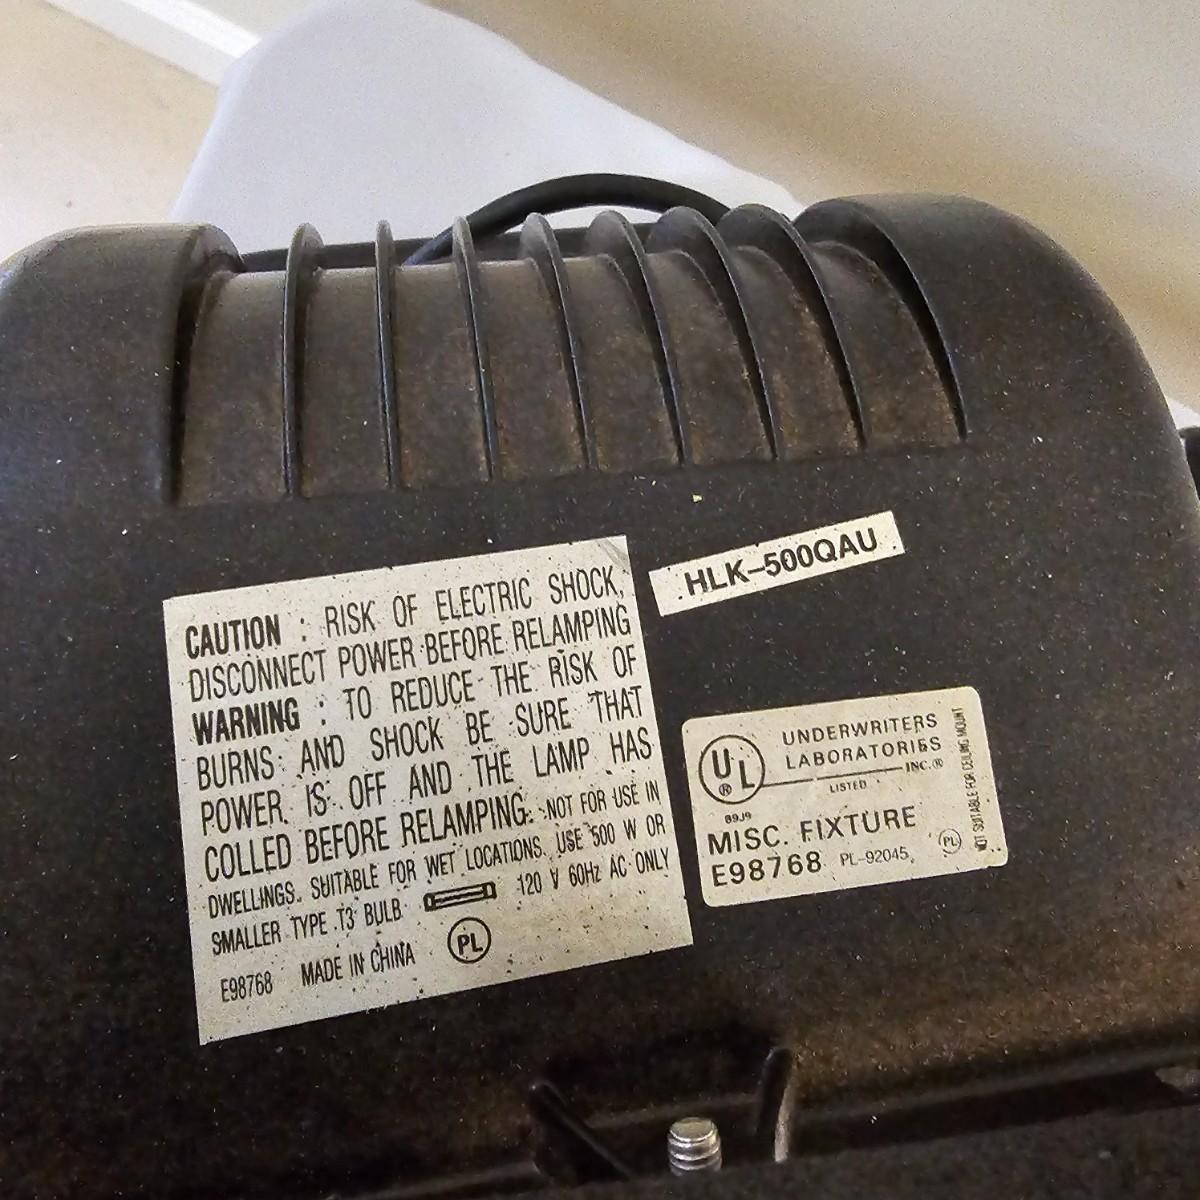 CAUTION : RISK OF ELECTRIC SHOCK,
DISCONNECT POWER BEFORE RELAMPING
WARNING : TO REDUCE THE RISK OF
BURNS AND SHOCK BE SURE THAT
POWER IS OFF AND THE LAMP HAS
COLLED BEFORE RELAMPING. NOT FOR USE IN
DWELLINGS. SUITABLE FOR WET LOCATIONS. USE 500 W OR
SMALLER TYPE T3 BULB 120 V 60Hz AC ONLY
E98768 MADE IN CHINA PL
HLK-500QAU
UL ®
UNDERWRITERS
LABORATORIES
INC.®
LISTED
89J9
MISC. FIXTURE
E98768 PL-92045
PL
NOT SUITABLE FOR CEILING MOUNT